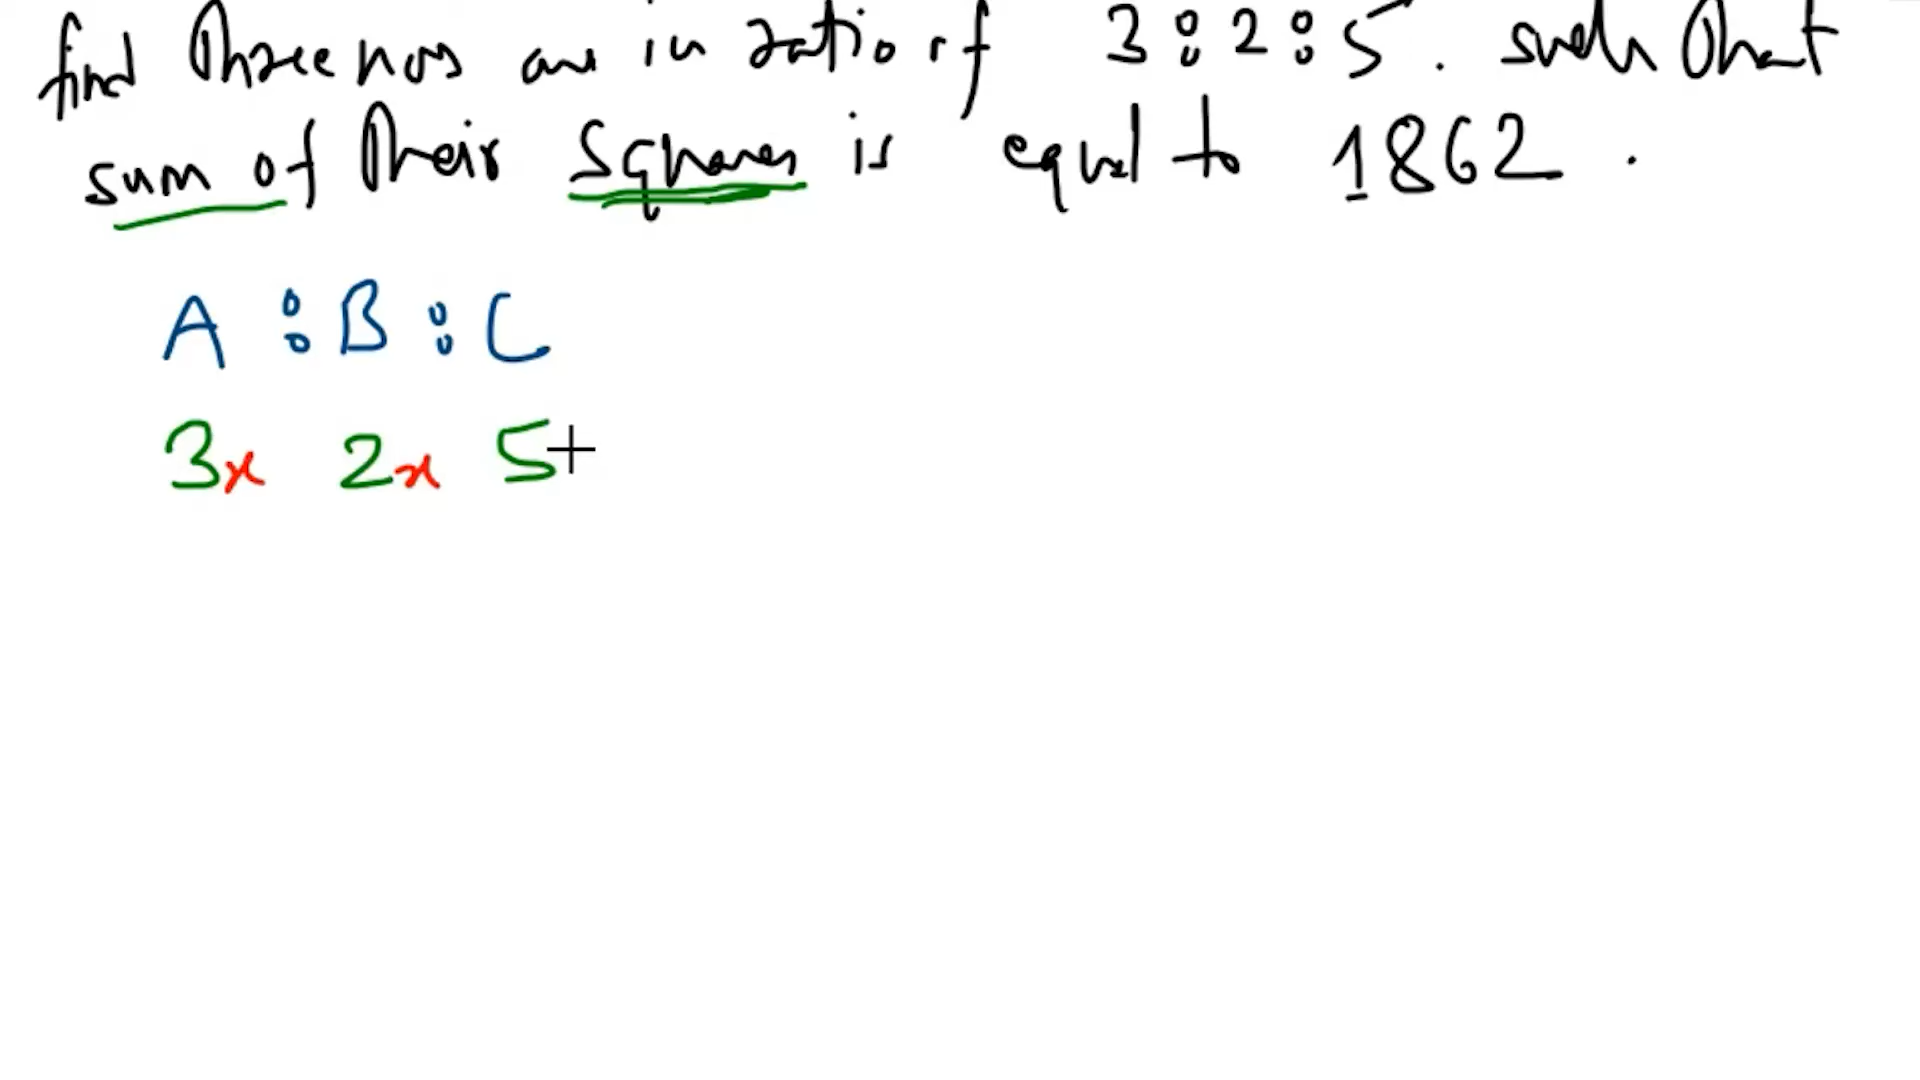 find three nos are in ratio of 3:2:5. such that
sum of their squares is equal to 1862.
A : B : C
3x 2x 5